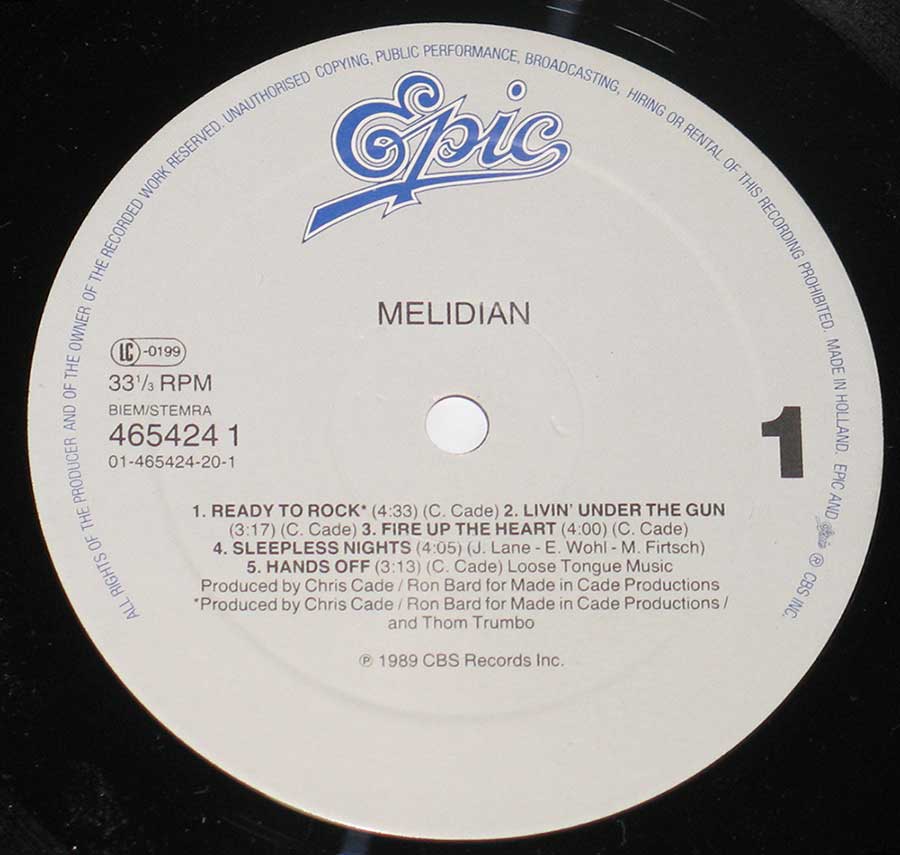 ALL RIGHTS OF THE PRODUCER AND OF THE OWNER OF THE RECORDED WORK RESERVED. UNAUTHORISED COPYING, PUBLIC PERFORMANCE, BROADCASTING, HIRING OR RENTAL OF THIS RECORDING PROHIBITED. MADE IN HOLLAND. EPIC AND Epic ® CBS INC.
Epic
MELIDIAN
LC -0199
33 1/3 RPM
BIEM/STEMRA
465424 1
01-465424-20-1
1
1. READY TO ROCK* (4:33) (C. Cade) 2. LIVIN' UNDER THE GUN
(3:17) (C. Cade) 3. FIRE UP THE HEART (4:00) (C. Cade)
4. SLEEPLESS NIGHTS (4:05) (J. Lane - E. Wohl - M. Firtsch)
5. HANDS OFF (3:13) (C. Cade) Loose Tongue Music
Produced by Chris Cade / Ron Bard for Made in Cade Productions
*Produced by Chris Cade / Ron Bard for Made in Cade Productions /
and Thom Trumbo
℗ 1989 CBS Records Inc.